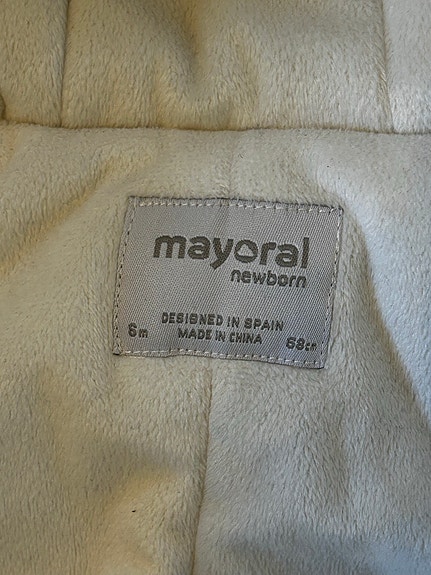 mayoral
newborn
DESIGNED IN SPAIN
6m MADE IN CHINA 68cm